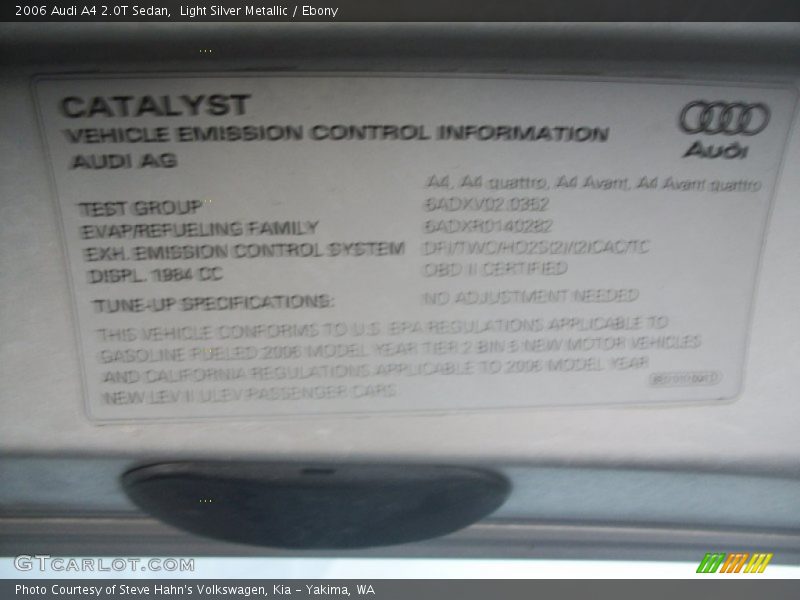 2006 Audi A4 2.0T Sedan,  Light Silver Metallic / Ebony
CATALYST
VEHICLE EMISSION CONTROL INFORMATION
AUDI AG
Audi
A4, A4 quattro, A4 Avant, A4 Avant quattro
TEST GROUP 6ADXV02.03
EVAP/REFUELING FAMILY 6ADXR0140282
EXH. EMISSION CONTROL SYSTEM DFI/TWC/HO2S(2)/(2)CAC/TC
DISPL. 1984 CC OBD II CERTIFIED
TUNE-UP SPECIFICATIONS: NO ADJUSTMENT NEEDED
THIS VEHICLE CONFORMS TO U.S. EPA REGULATIONS APPLICABLE TO
GASOLINE FUELED 2006 MODEL YEAR TIER 2 BIN 5 NEW MOTOR VEHICLES
AND CALIFORNIA REGULATIONS APPLICABLE TO 2006 MODEL YEAR
NEW LEV II ULEV PASSENGER CARS
GTCARLOT.COM
Photo Courtesy of Steve Hahn's Volkswagen, Kia - Yakima, WA